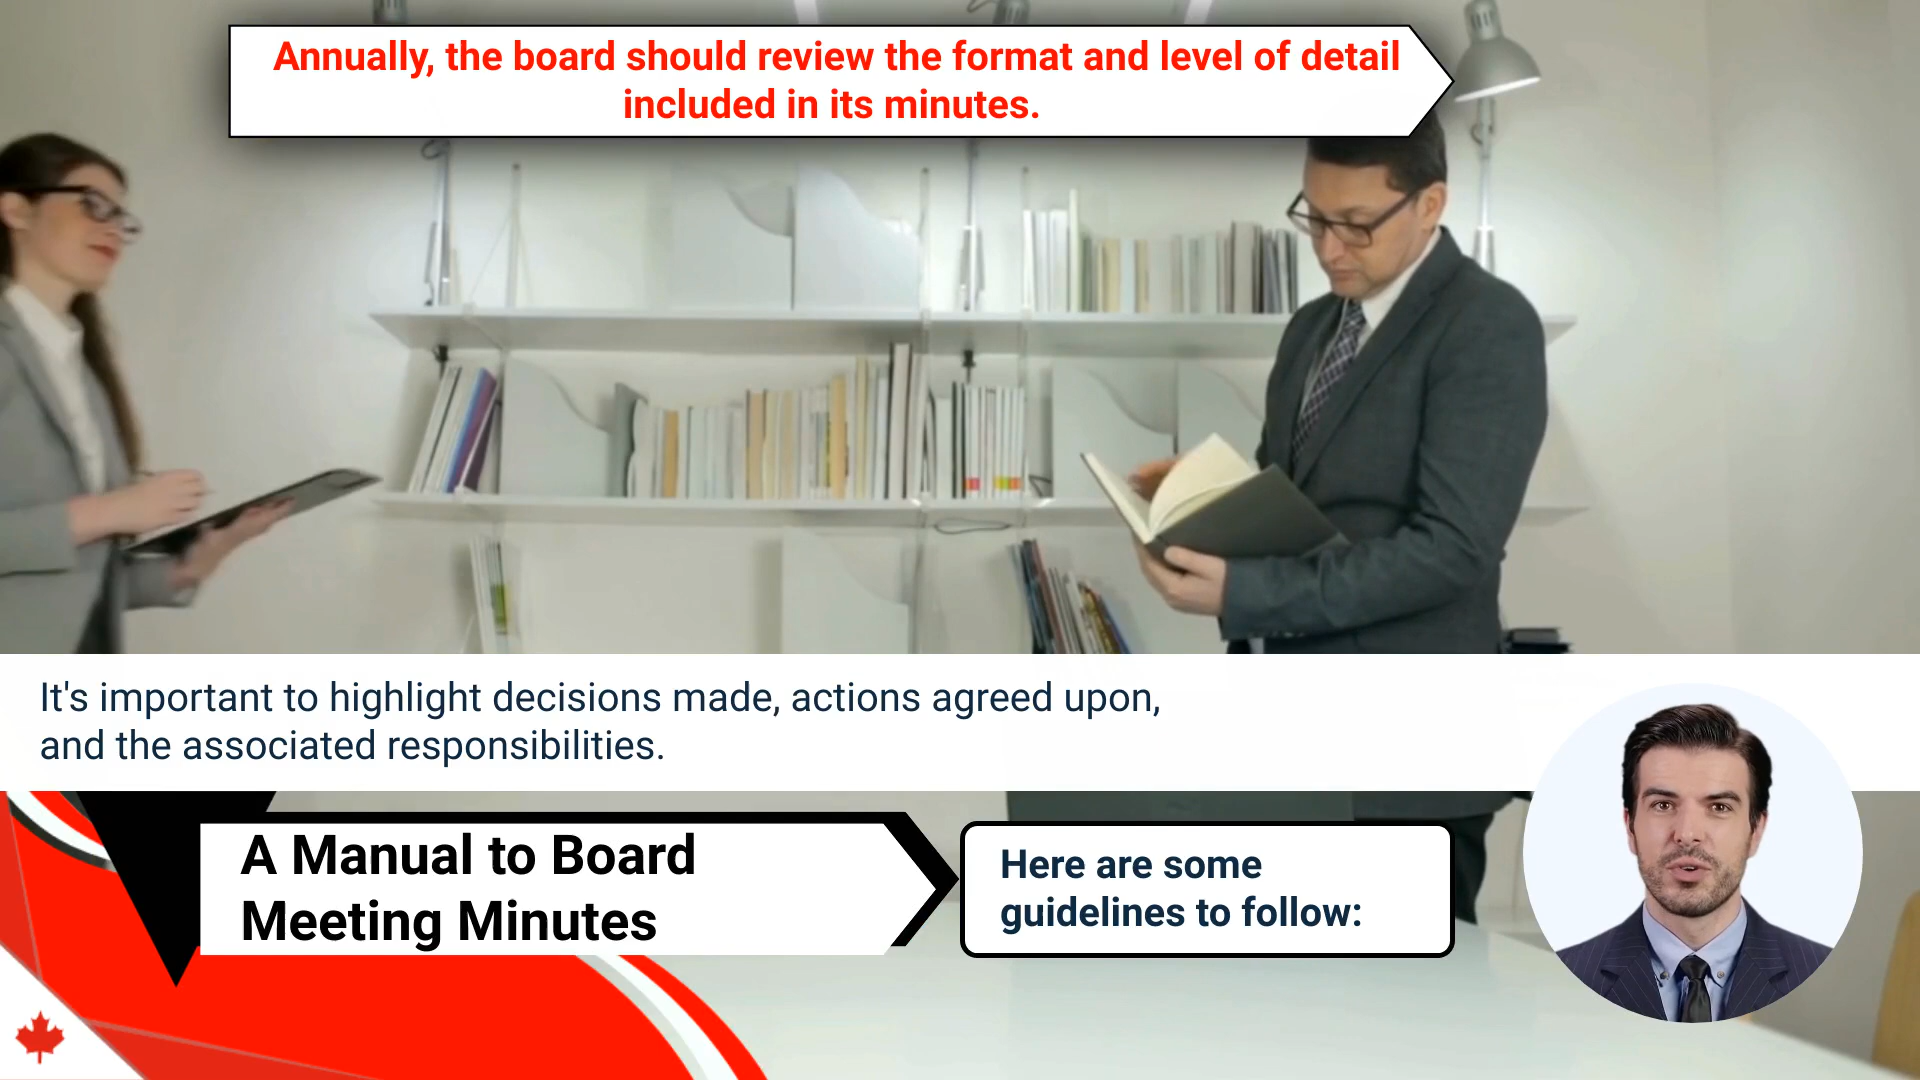 Annually, the board should review the format and level of detail
included in its minutes.
It's important to highlight decisions made, actions agreed upon,
and the associated responsibilities.
A Manual to Board
Meeting Minutes
Here are some
guidelines to follow: